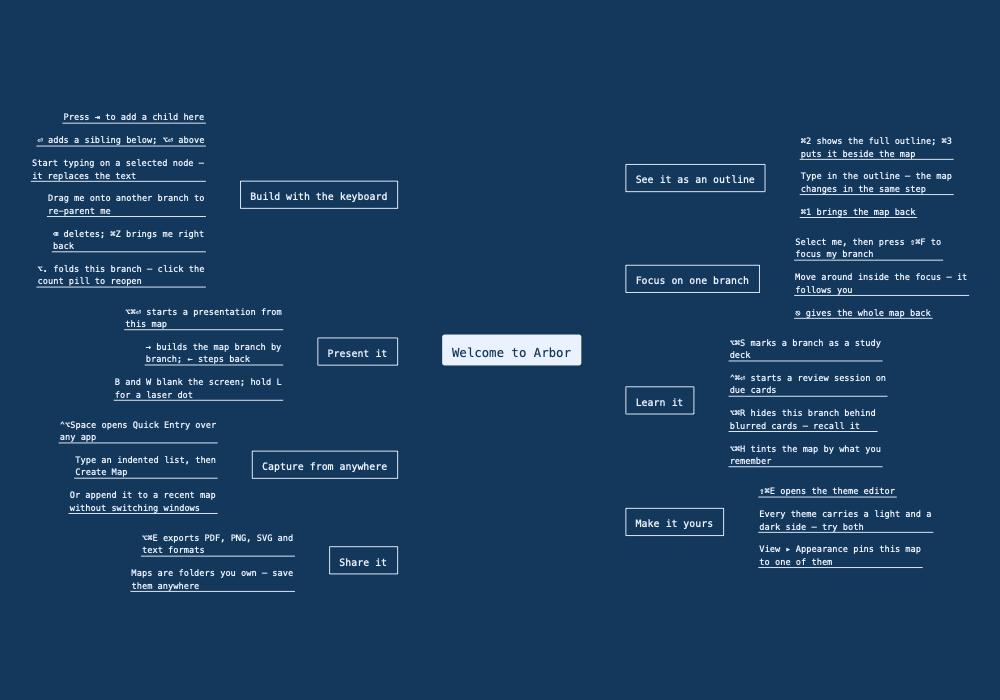 Welcome to Arbor
Build with the keyboard
Press ⇥ to add a child here
⏎ adds a sibling below; ⌥⏎ above
Start typing on a selected node —
it replaces the text
Drag me onto another branch to
re-parent me
⌫ deletes; ⌘Z brings me right
back
⌥. folds this branch — click the
count pill to reopen
Present it
⌥⌘⏎ starts a presentation from
this map
→ builds the map branch by
branch; ← steps back
B and W blank the screen; hold L
for a laser dot
Capture from anywhere
^⌥Space opens Quick Entry over
any app
Type an indented list, then
Create Map
Or append it to a recent map
without switching windows
Share it
⌥⌘E exports PDF, PNG, SVG and
text formats
Maps are folders you own — save
them anywhere
See it as an outline
⌘2 shows the full outline; ⌘3
puts it beside the map
Type in the outline — the map
changes in the same step
⌘1 brings the map back
Focus on one branch
Select me, then press ⇧⌘F to
focus my branch
Move around inside the focus — it
follows you
⎋ gives the whole map back
Learn it
⌥⌘S marks a branch as a study
deck
^⌘⏎ starts a review session on
due cards
⌥⌘R hides this branch behind
blurred cards — recall it
⌥⌘H tints the map by what you
remember
Make it yours
⇧⌘E opens the theme editor
Every theme carries a light and a
dark side — try both
View ▸ Appearance pins this map
to one of them